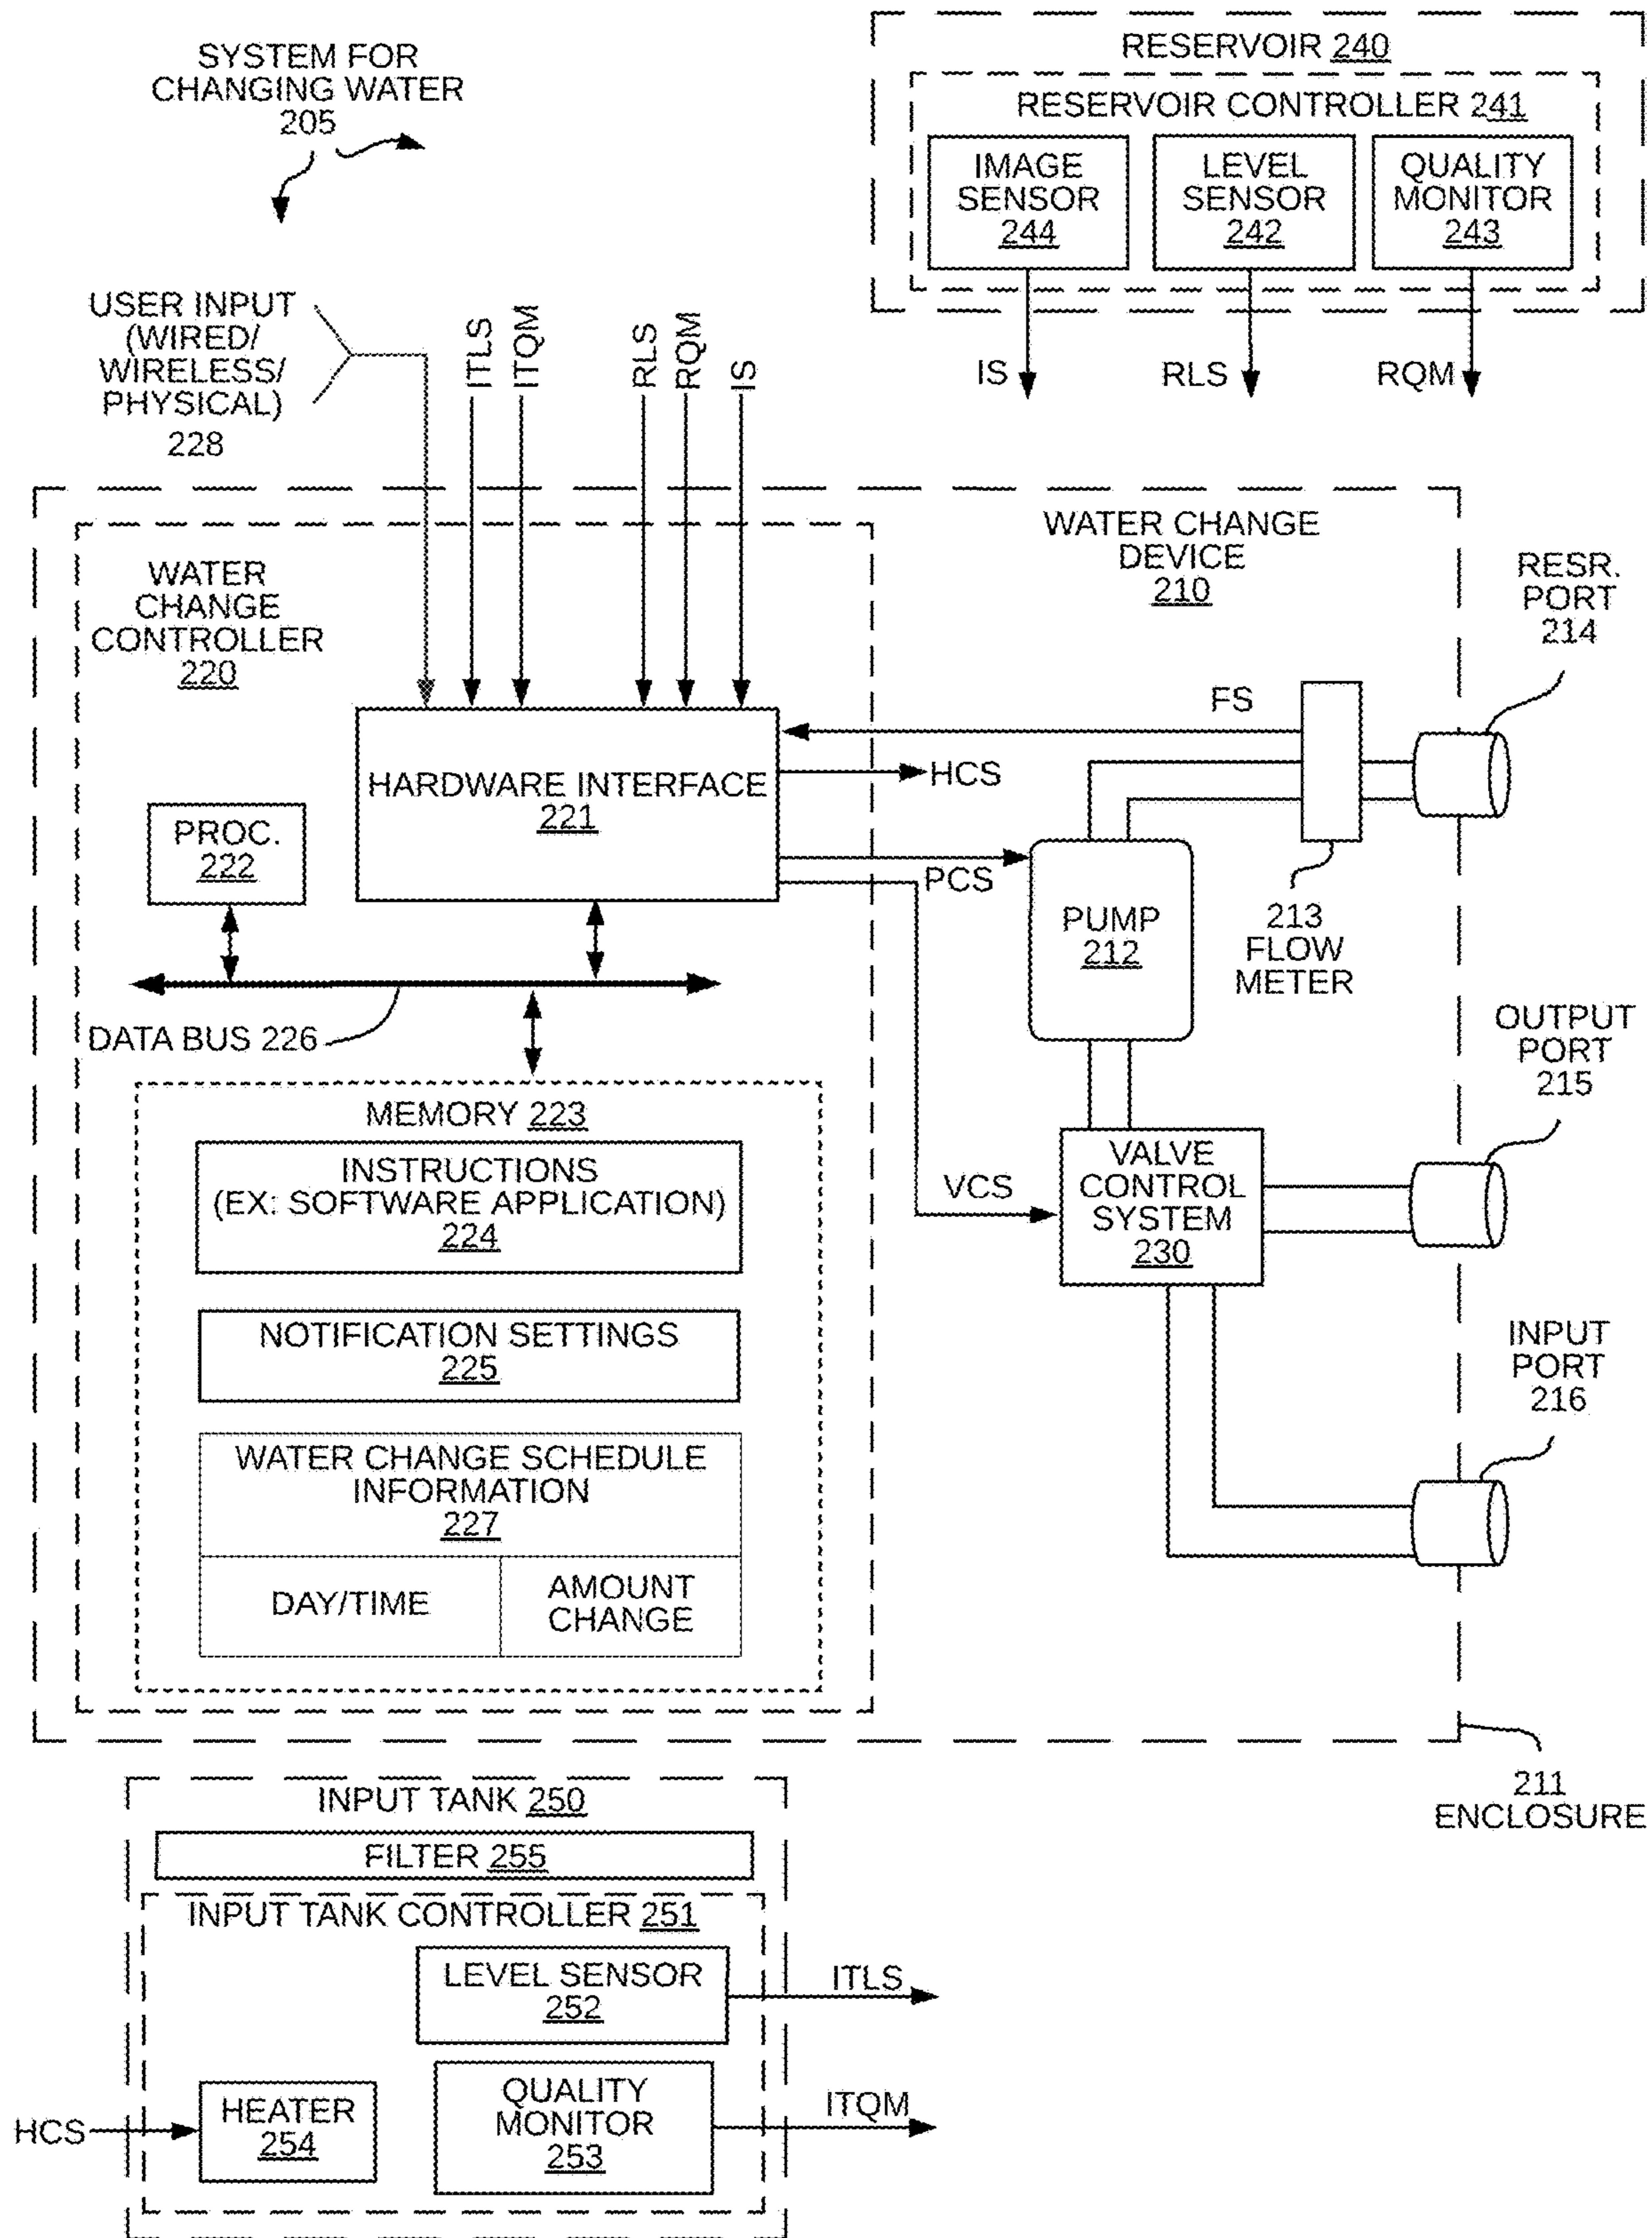 SYSTEM FOR
CHANGING WATER
205
RESERVOIR 240
RESERVOIR CONTROLLER 241
IMAGE
SENSOR
244
LEVEL
SENSOR
242
QUALITY
MONITOR
243
IS
RLS
RQM
USER INPUT
(WIRED/
WIRELESS/
PHYSICAL)
228
ITLS
ITQM
RLS
RQM
IS
WATER CHANGE
DEVICE
210
WATER
CHANGE
CONTROLLER
220
RESR.
PORT
214
HARDWARE INTERFACE
221
FS
HCS
PCS
PROC.
222
PUMP
212
213
FLOW
METER
DATA BUS 226
OUTPUT
PORT
215
MEMORY 223
INSTRUCTIONS
(EX: SOFTWARE APPLICATION)
224
VCS
VALVE
CONTROL
SYSTEM
230
NOTIFICATION SETTINGS
225
INPUT
PORT
216
WATER CHANGE SCHEDULE
INFORMATION
227
DAY/TIME
AMOUNT
CHANGE
211
ENCLOSURE
INPUT TANK 250
FILTER 255
INPUT TANK CONTROLLER 251
LEVEL SENSOR
252
ITLS
HCS
HEATER
254
QUALITY
MONITOR
253
ITQM